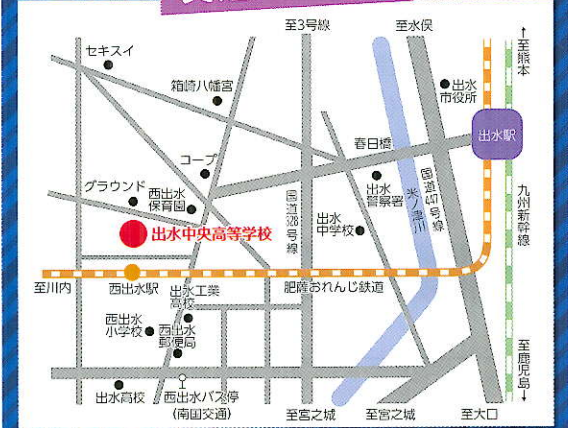 至3号線
至水俣
↑至熊本
セキスイ
箱崎八幡宮
出水
市役所
出水駅
春日橋
コープ
グラウンド
西出水
保育園
国道328号線
出水
警察署
米ノ津川
国道447号線
九州新幹線
出水
中学校
出水中央高等学校
至川内
西出水駅
出水工業
高校
肥薩おれんじ鉄道
西出水
小学校
西出水
郵便局
至鹿児島↓
出水高校
西出水バス停
(南国交通)
至宮之城
至宮之城
至大口